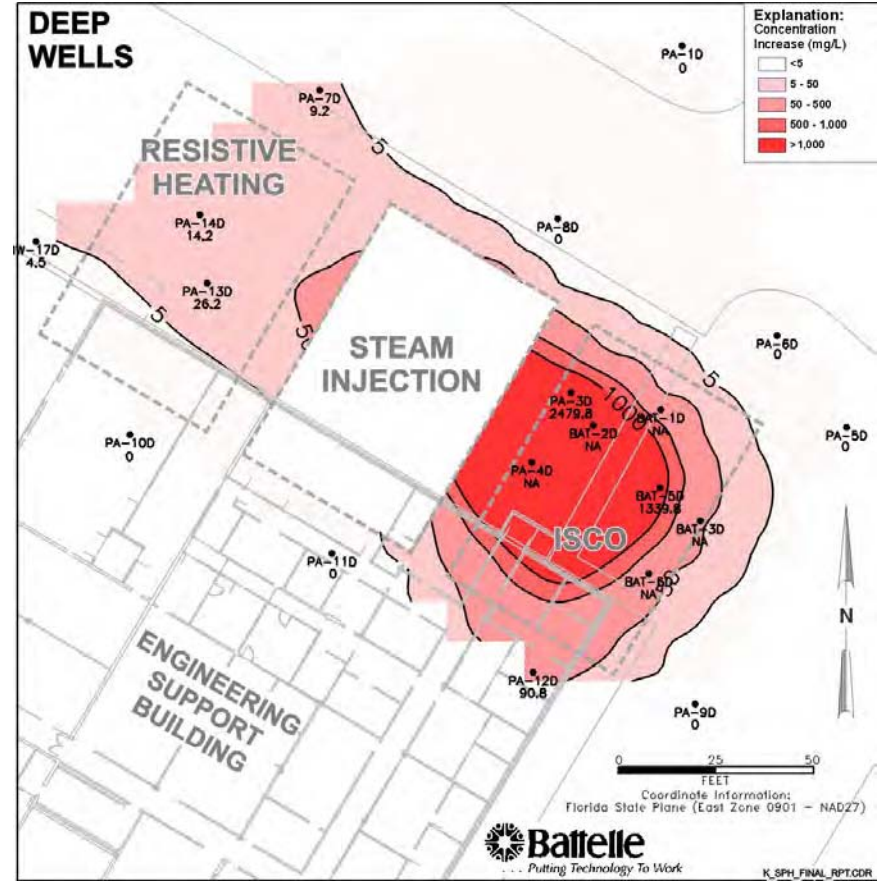 DEEP
WELLS
Explanation:
Concentration
Increase (mg/L)
<5
5 - 50
50 - 500
500 - 1,000
>1,000
PA-1D
0
PA-7D
9.2
RESISTIVE
HEATING
5
PA-14D
14.2
PA-8D
0
IW-17D
4.5
PA-13D
26.2
5
50
STEAM
INJECTION
PA-6D
0
5
PA-3D
2479.8
1000
BAT-1D
NA
BAT-2D
NA
PA-5D
0
PA-10D
0
PA-4D
NA
BAT-5D
1339.8
BAT-3D
NA
ISCO
PA-11D
0
BAT-6D
NA
50
N
ENGINEERING
SUPPORT
BUILDING
PA-12D
90.8
PA-9D
0
0 25 50
FEET
Coordinate Information:
Florida State Plane (East Zone 0901 - NAD27)
Battelle
. . . Putting Technology To Work
K_SPH_FINAL_RPT.CDR